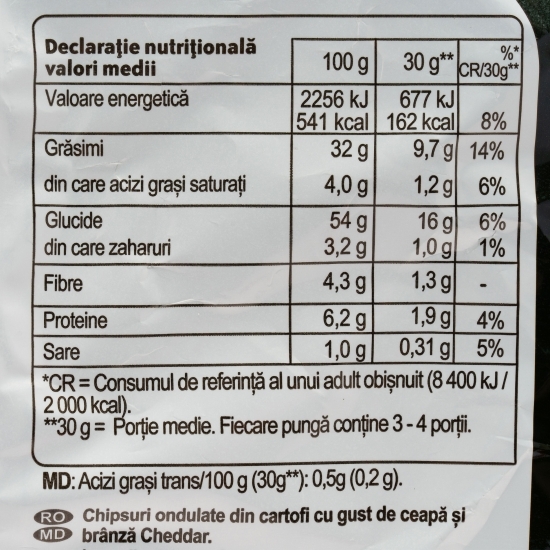 Declarație nutrițională
valori medii
100 g
30 g**
%*
CR/30g**
Valoare energetică
2256 kJ
677 kJ
541 kcal
162 kcal
8%
Grăsimi
32 g
9,7 g
14%
din care acizi grași saturați
4,0 g
1,2 g
6%
Glucide
54 g
16 g
6%
din care zaharuri
3,2 g
1,0 g
1%
Fibre
4,3 g
1,3 g
-
Proteine
6,2 g
1,9 g
4%
Sare
1,0 g
0,31 g
5%
*CR = Consumul de referință al unui adult obișnuit (8 400 kJ /
2 000 kcal).
**30 g = Porție medie. Fiecare pungă conține 3 - 4 porții.
MD: Acizi grași trans/100 g (30g**): 0,5g (0,2 g).
RO Chipsuri ondulate din cartofi cu gust de ceapă și
MD brânză Cheddar.